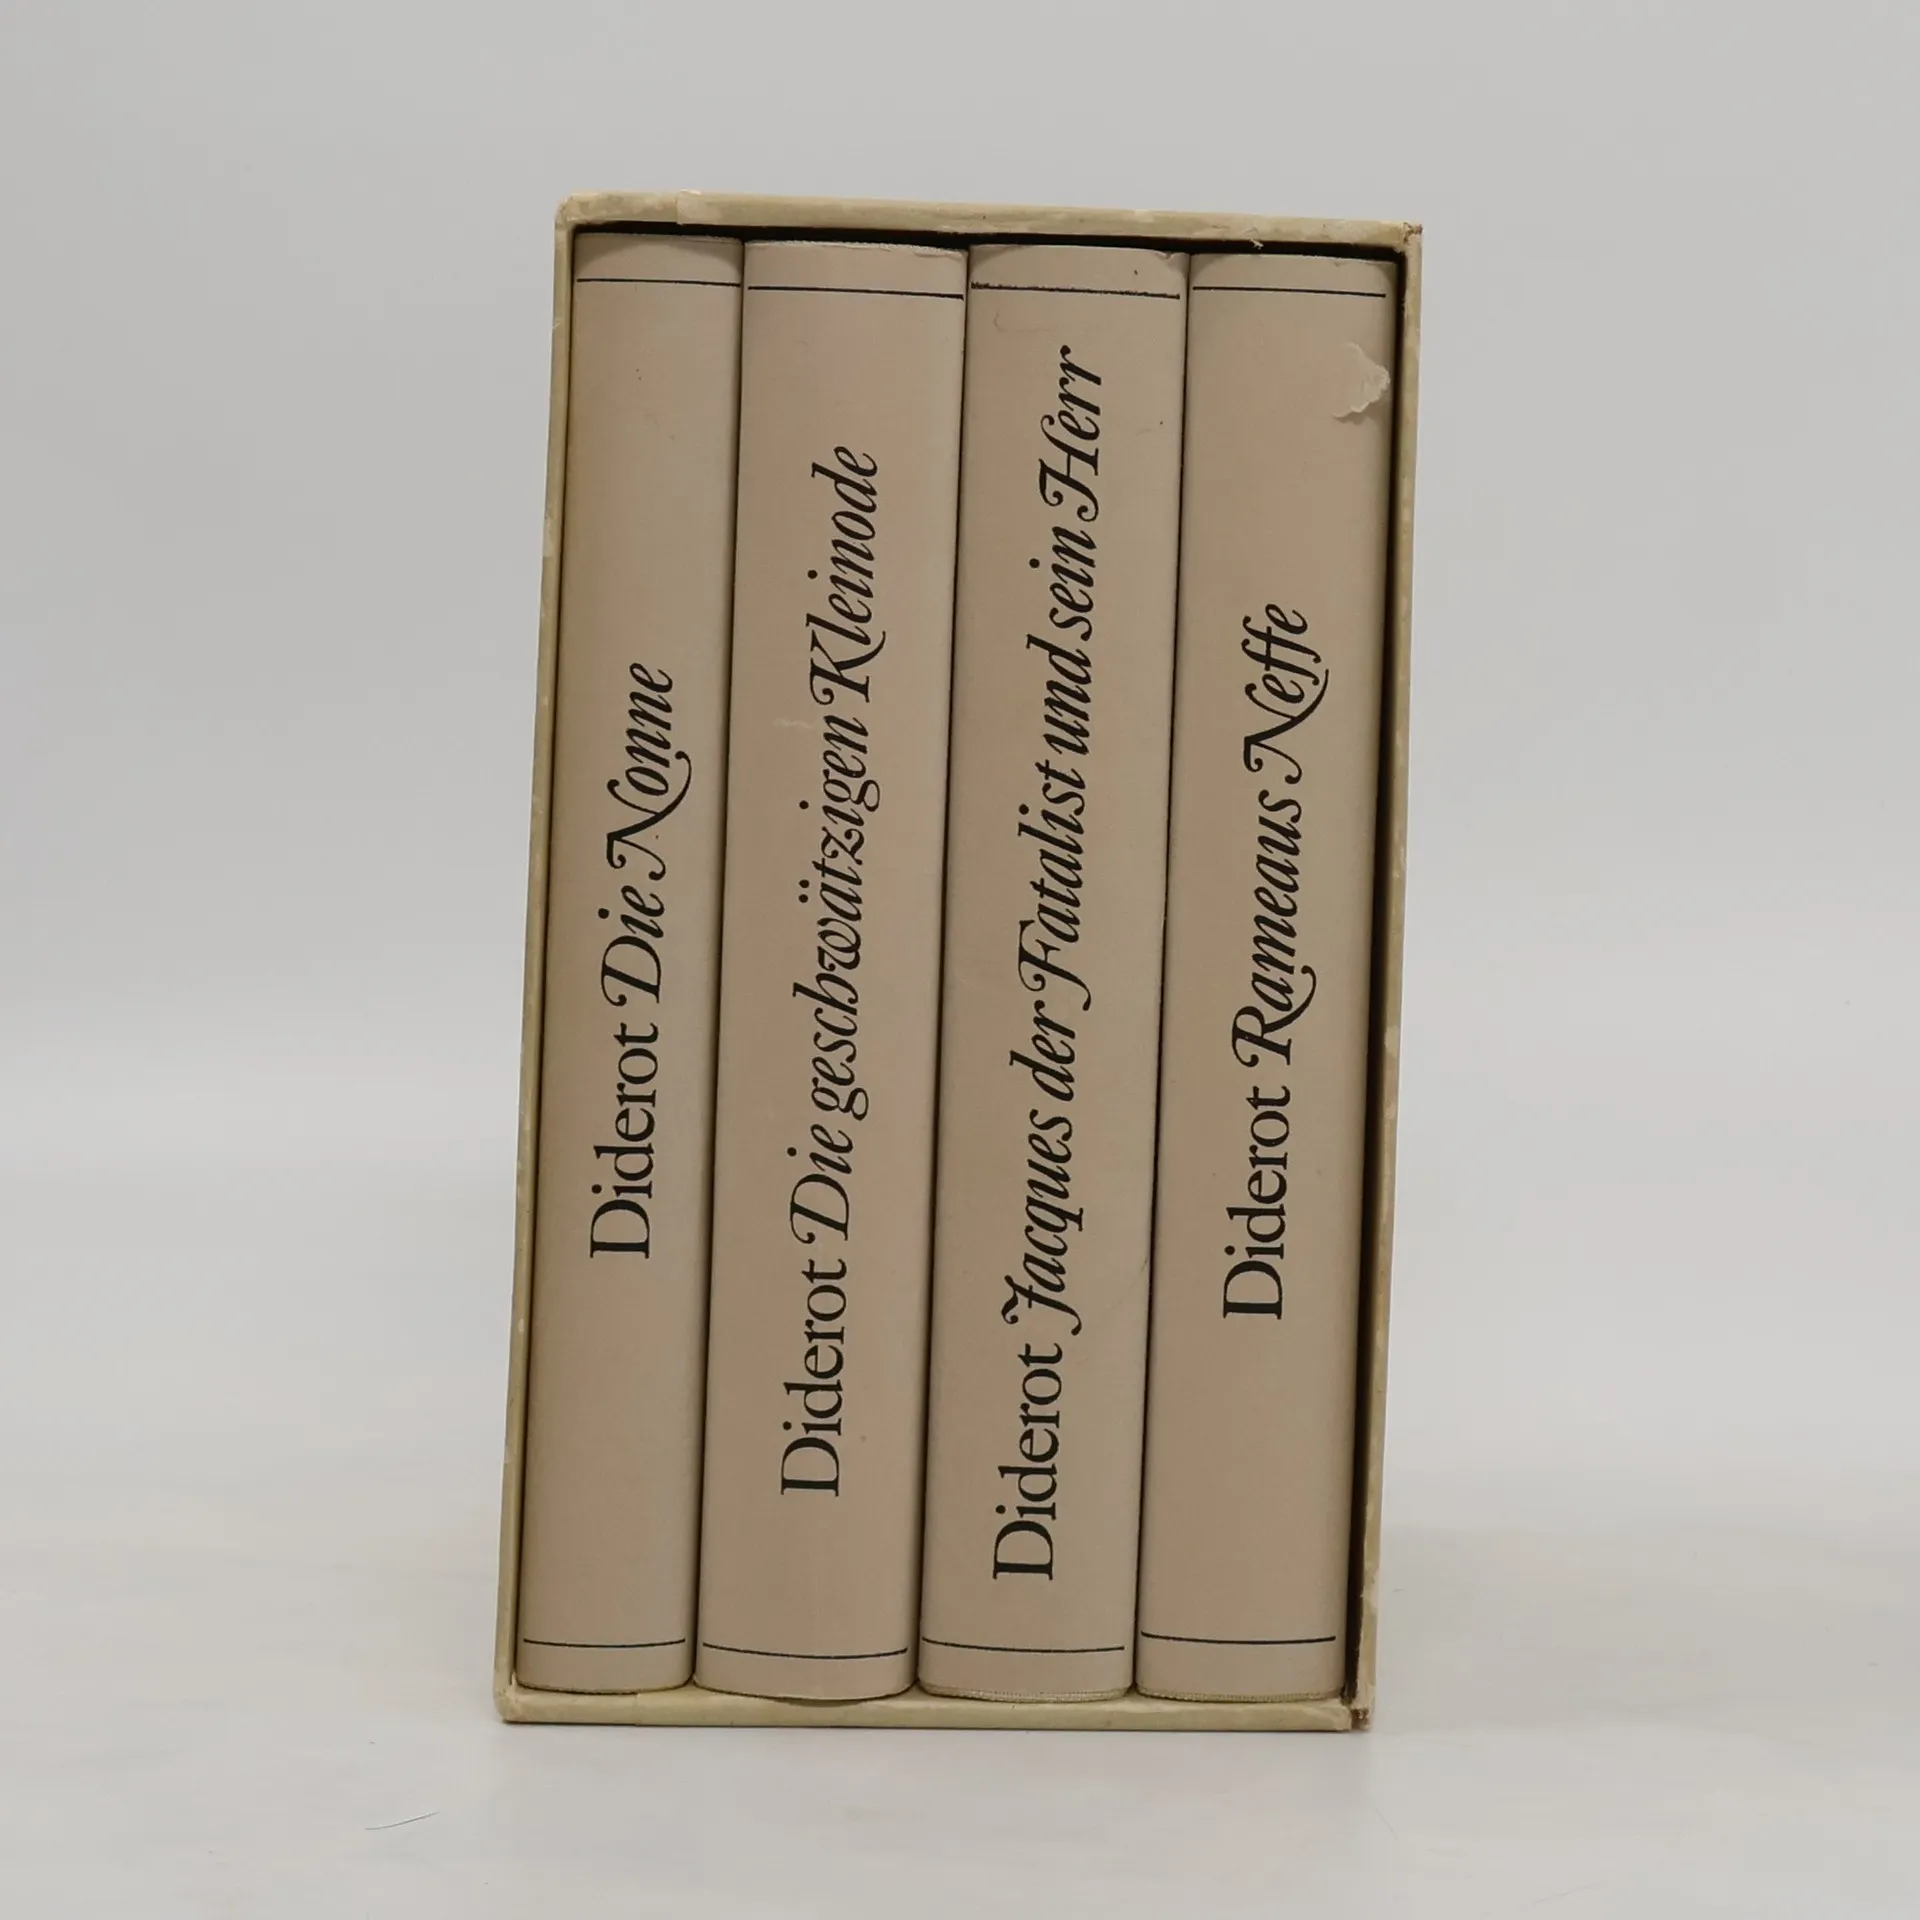 Diderot Die Nonne
Diderot Die geschwätzigen Kleinode
Diderot Jacques der Fatalist und sein Herr
Diderot Rameaus Neffe